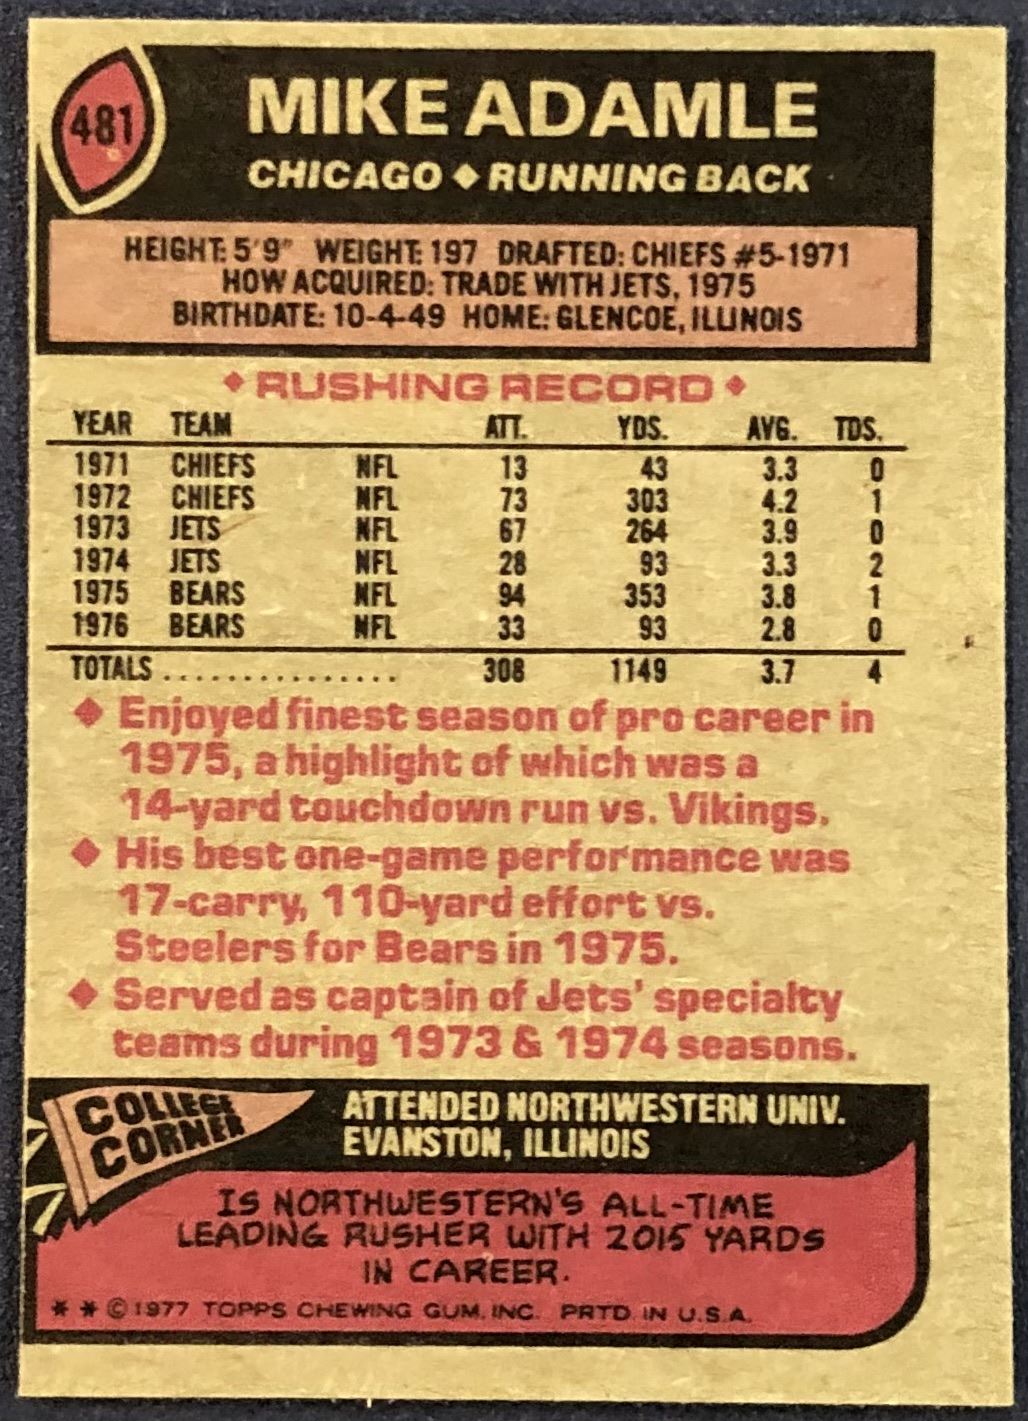 481
MIKE ADAMLE
CHICAGO ◆ RUNNING BACK
HEIGHT: 5'9" WEIGHT: 197 DRAFTED: CHIEFS #5-1971
HOW ACQUIRED: TRADE WITH JETS, 1975
BIRTHDATE: 10-4-49 HOME: GLENCOE, ILLINOIS
◆ RUSHING RECORD ◆
YEAR TEAM ATT. YDS. AVG. TDS.
1971 CHIEFS NFL 13 43 3.3 0
1972 CHIEFS NFL 73 303 4.2 1
1973 JETS NFL 67 264 3.9 0
1974 JETS NFL 28 93 3.3 2
1975 BEARS NFL 94 353 3.8 1
1976 BEARS NFL 33 93 2.8 0
TOTALS ............... 308 1149 3.7 4
◆ Enjoyed finest season of pro career in
1975, a highlight of which was a
14-yard touchdown run vs. Vikings.
◆ His best one-game performance was
17-carry, 110-yard effort vs.
Steelers for Bears in 1975.
◆ Served as captain of Jets' specialty
teams during 1973 & 1974 seasons.
COLLEGE
CORNER
ATTENDED NORTHWESTERN UNIV.
EVANSTON, ILLINOIS
IS NORTHWESTERN'S ALL-TIME
LEADING RUSHER WITH 2015 YARDS
IN CAREER.
* * © 1977 TOPPS CHEWING GUM, INC. PRTD. IN U.S.A.